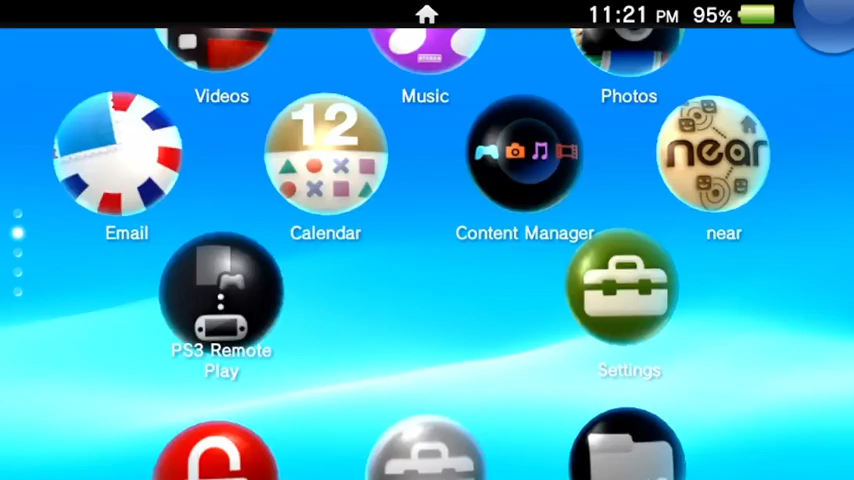 11:21 PM 95%
Videos Music Photos
12
near
Email Calendar Content Manager near
PS3 Remote
Play
Settings